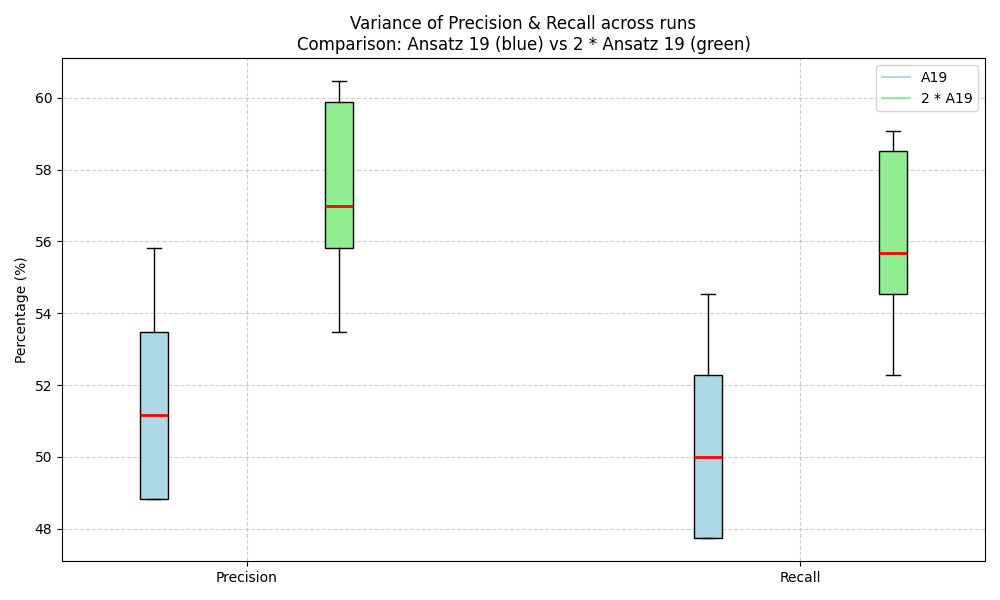 Variance of Precision & Recall across runs
Comparison: Ansatz 19 (blue) vs 2 * Ansatz 19 (green)
A19
2 * A19
Percentage (%)
60
58
56
54
52
50
48
Precision
Recall